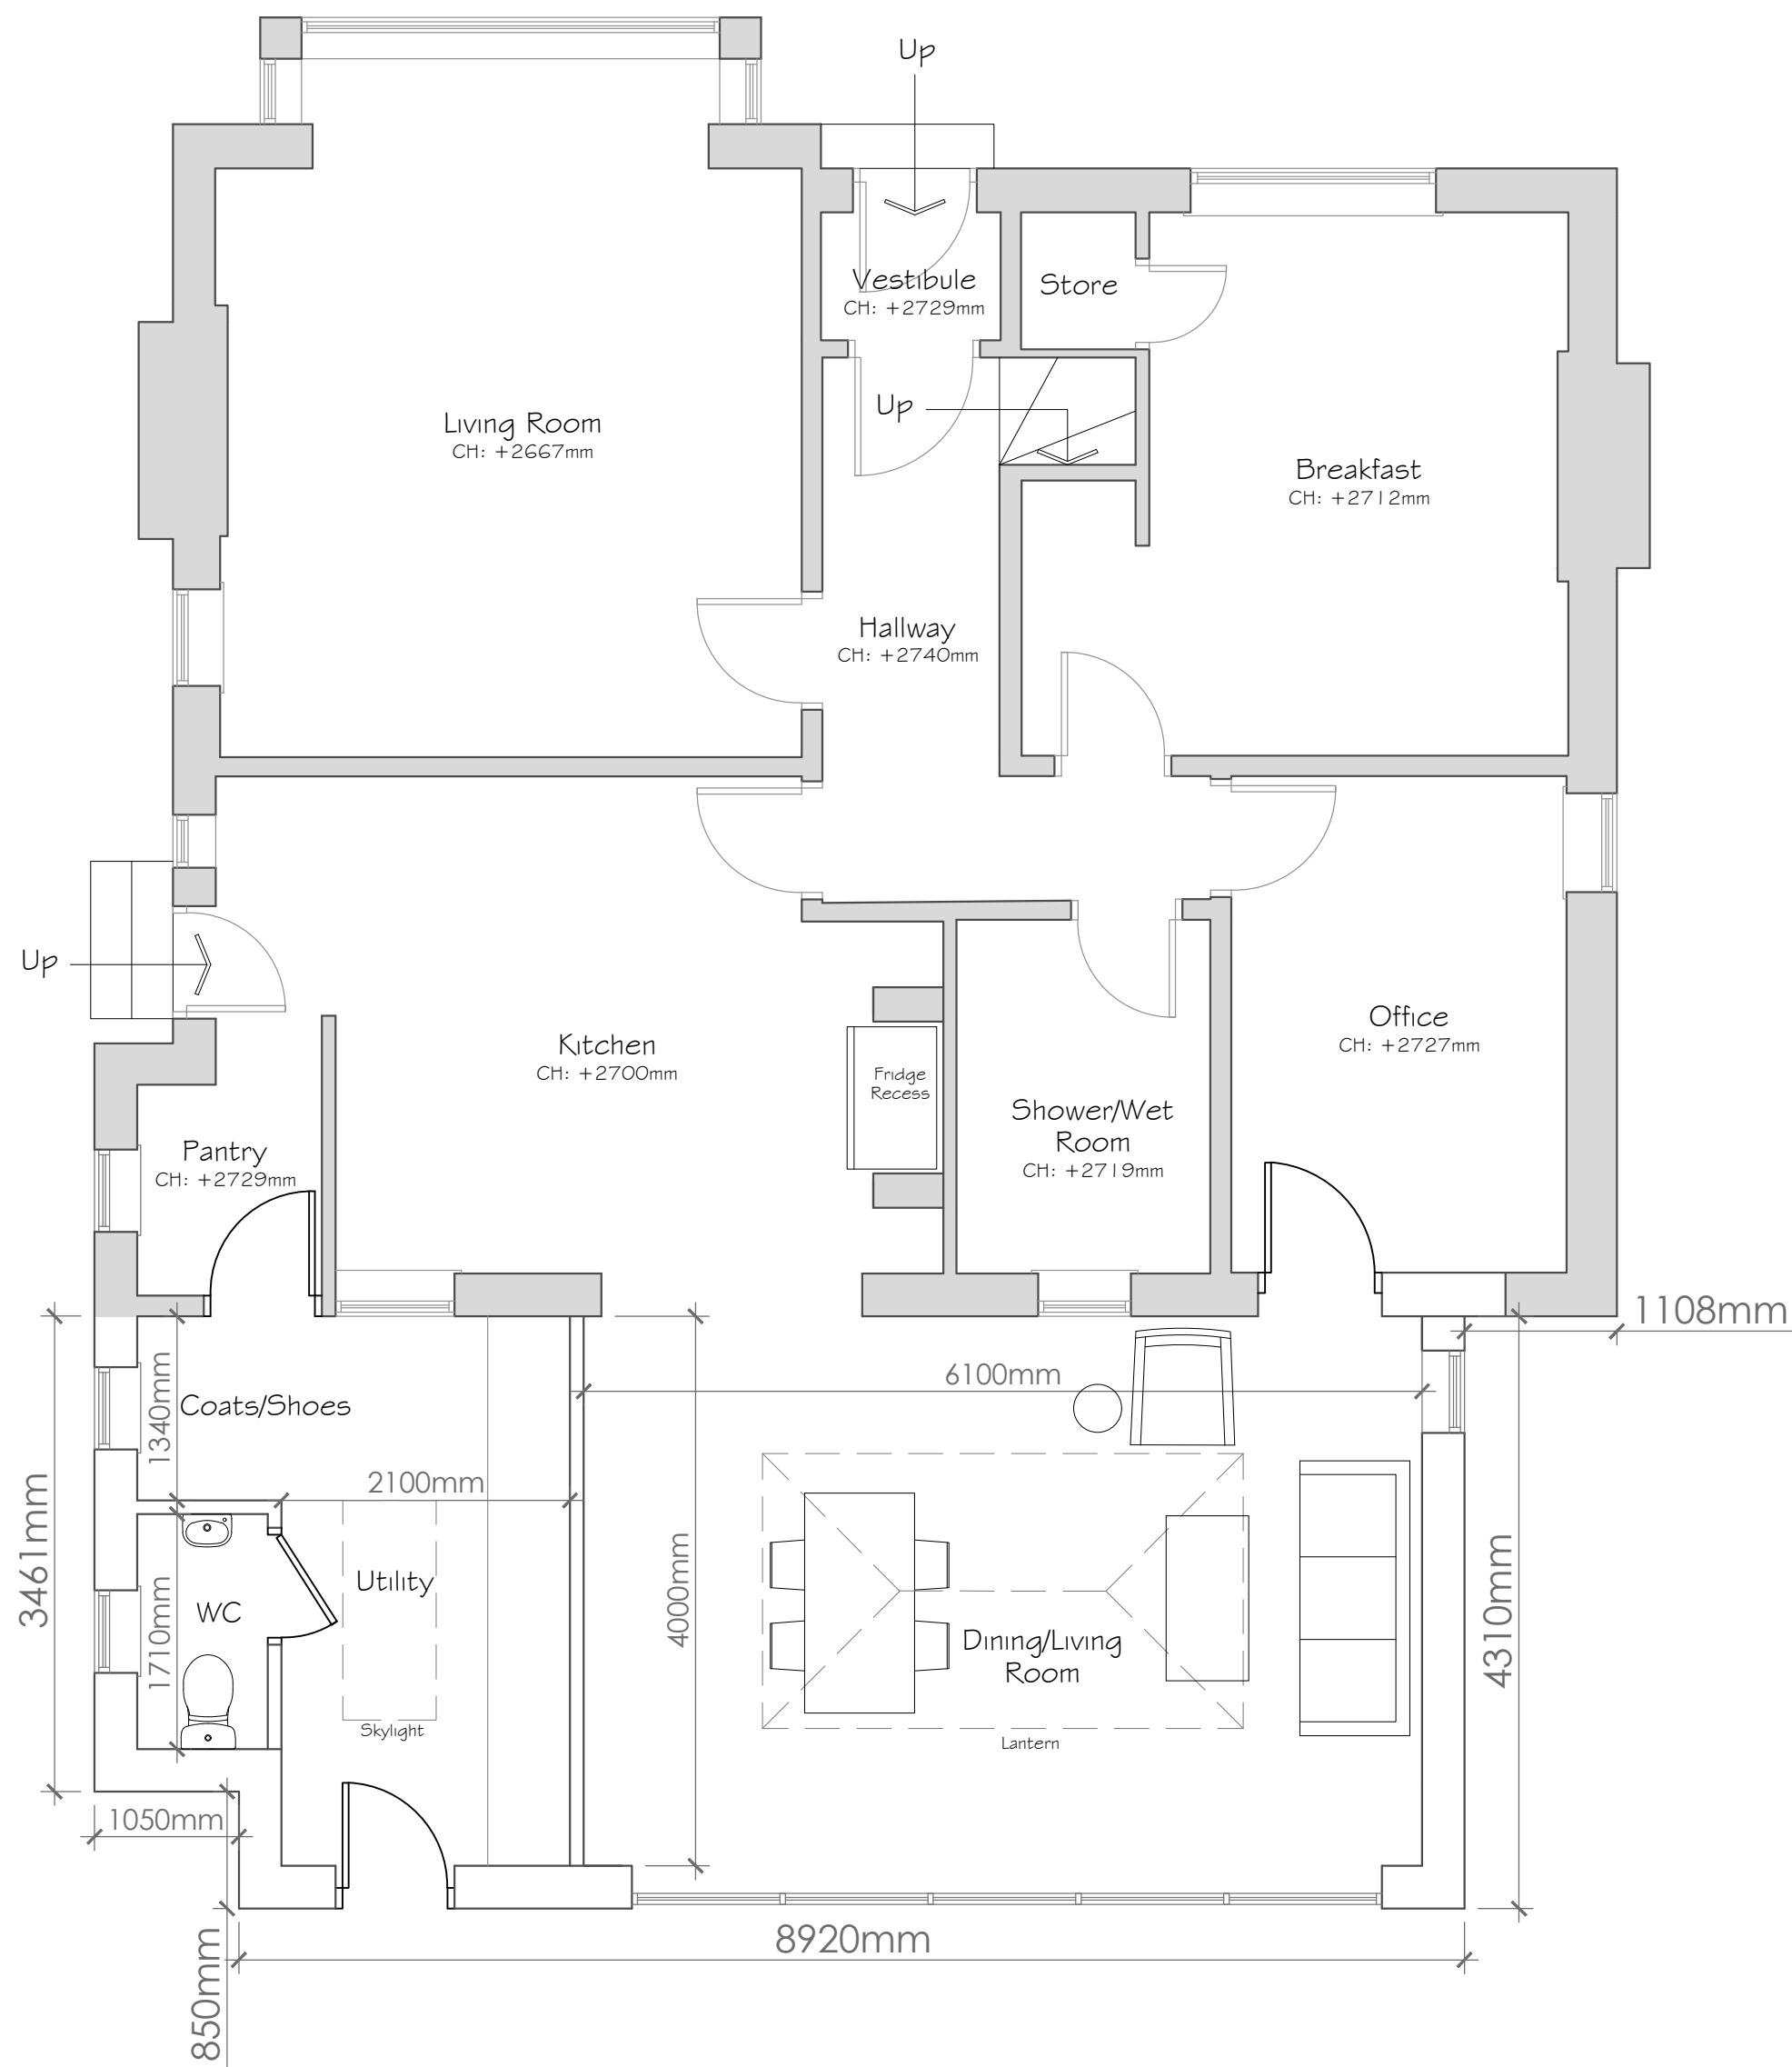 Up
Vestibule
CH: +2729mm
Store
Up
Living Room
CH: +2667mm
Breakfast
CH: +2712mm
Hallway
CH: +2740mm
Up
Kitchen
CH: +2700mm
Fridge
Recess
Office
CH: +2727mm
Shower/Wet
Room
CH: +2719mm
Pantry
CH: +2729mm
1108mm
6100mm
1340mm
Coats/Shoes
2100mm
3461mm
4000mm
4310mm
1710mm
WC
Utility
Dining/Living
Room
Skylight
Lantern
1050mm
8920mm
850mm